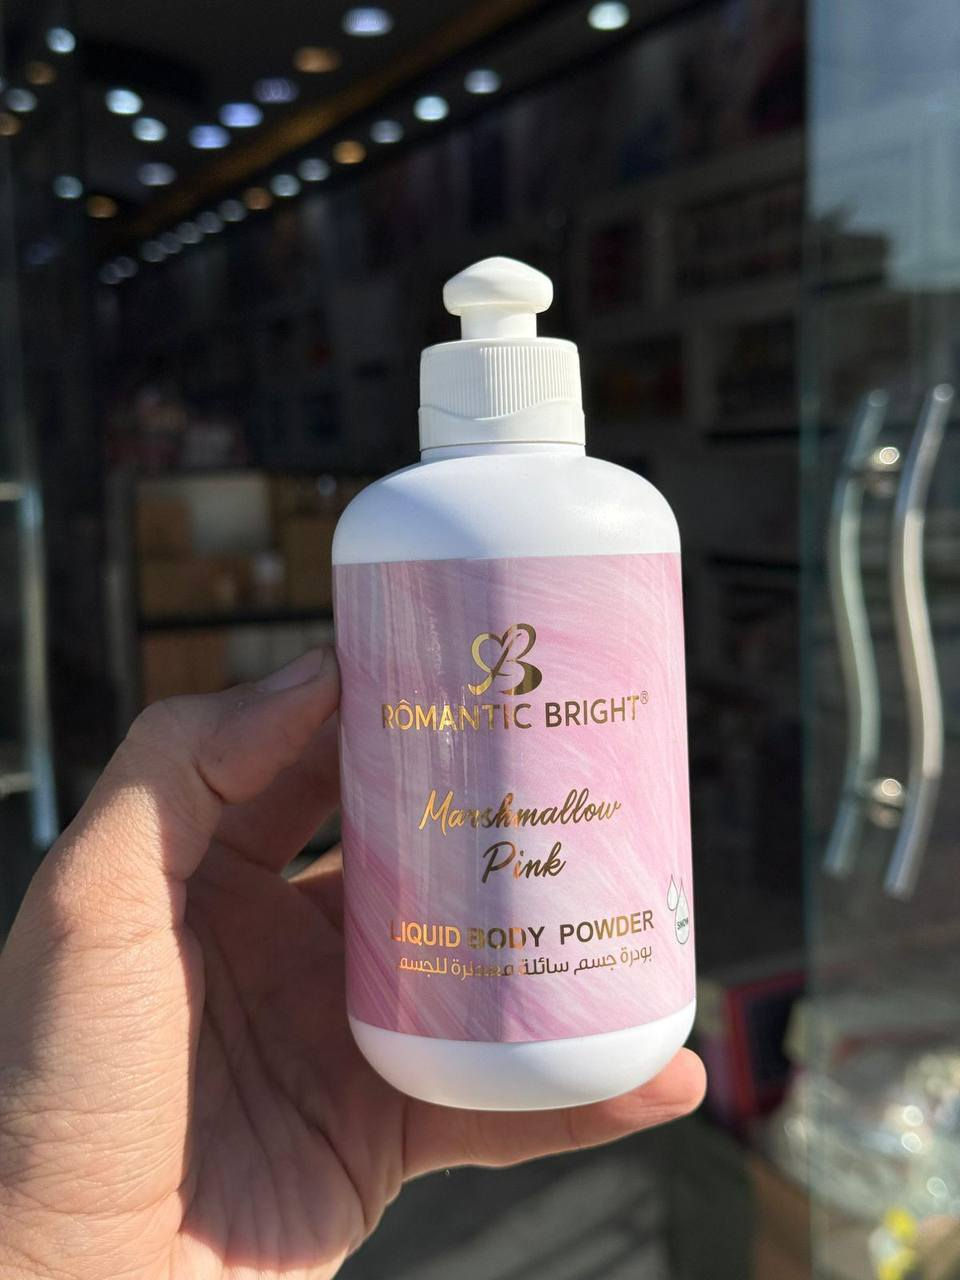 RÔMANTIC BRIGHT®
Marshmallow
Pink
LIQUID BODY POWDER
بودرة جسم سائلة معطرة للجسم